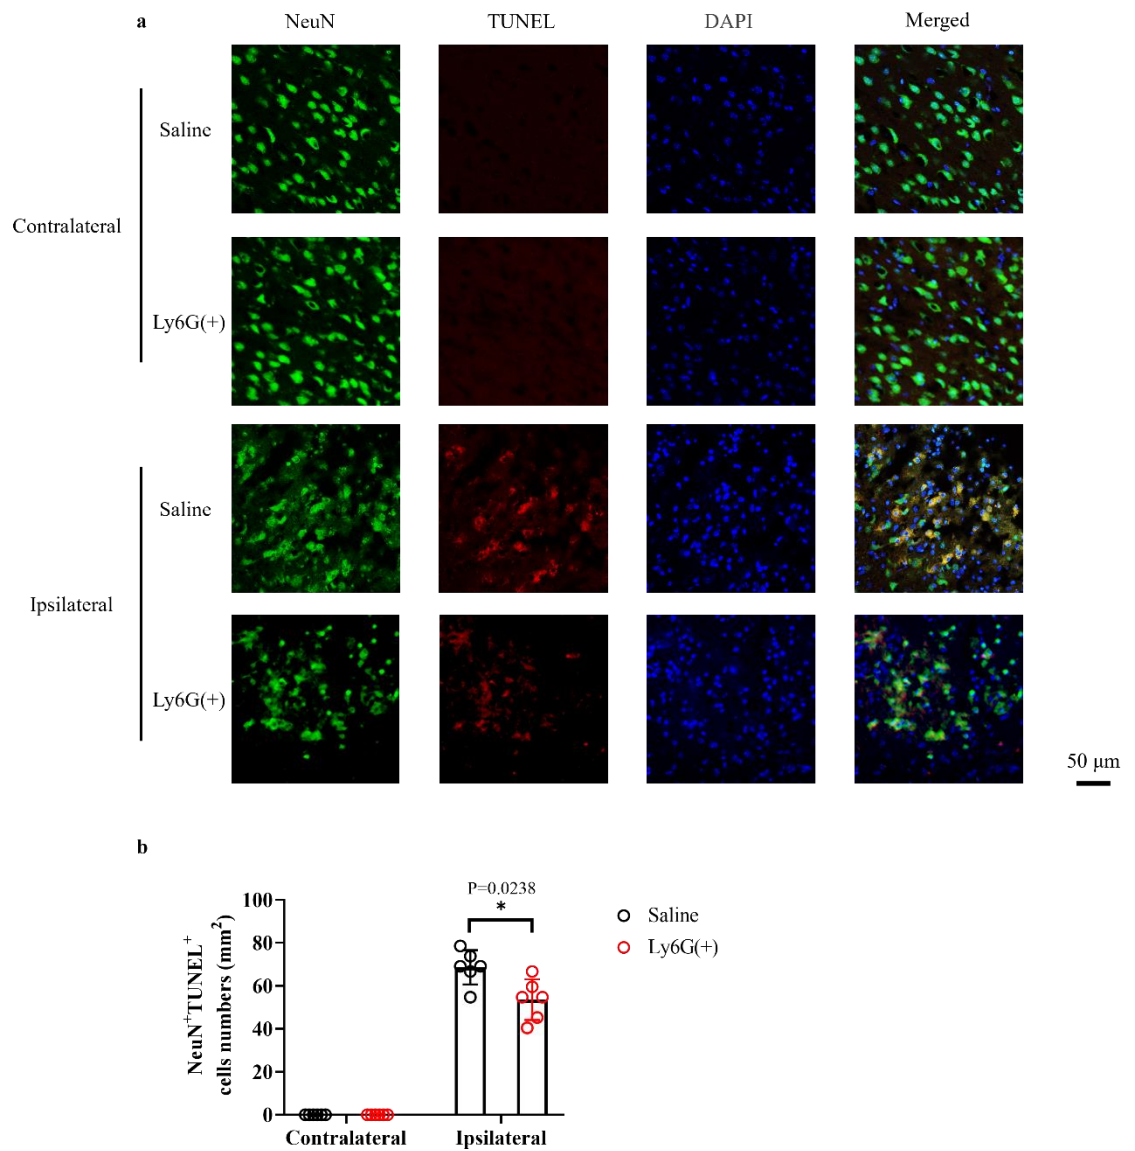 a
NeuN TUNEL DAPI Merged
Saline
Contralateral
Ly6G(+)
Saline
Ipsilateral
Ly6G(+)
50 μm
b
P=0.0238
*
100
80
60
40
20
0
NeuN⁺TUNEL⁺
cells numbers (mm²)
Saline
Ly6G(+)
Contralateral Ipsilateral